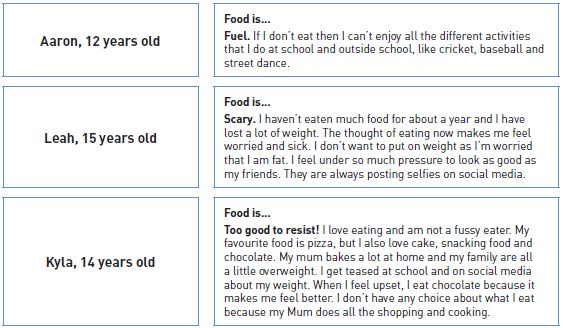 Aaron, 12 years old
Food is...
Fuel. If I don't eat then I can't enjoy all the different activities
that I do at school and outside school, like cricket, baseball and
street dance.
Leah, 15 years old
Food is...
Scary. I haven't eaten much food for about a year and I have
lost a lot of weight. The thought of eating now makes me feel
worried and sick. I don't want to put on weight as I'm worried
that I am fat. I feel under so much pressure to look as good as
my friends. They are always posting selfies on social media.
Kyla, 14 years old
Food is...
Too good to resist! I love eating and am not a fussy eater. My
favourite food is pizza, but I also love cake, snacking food and
chocolate. My mum bakes a lot at home and my family are all
a little overweight. I get teased at school and on social media
about my weight. When I feel upset, I eat chocolate because it
makes me feel better. I don't have any choice about what I eat
because my Mum does all the shopping and cooking.